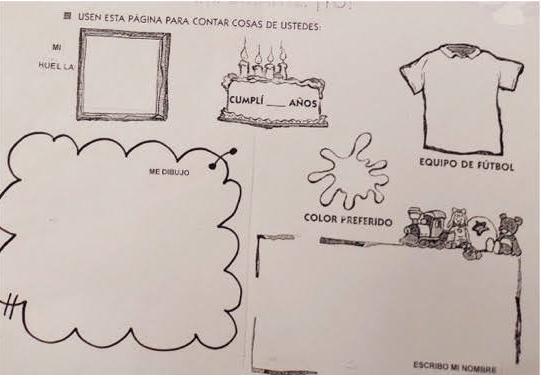 USEN ESTA PÁGINA PARA CONTAR COSAS DE USTEDES:
MI
HUELLA
CUMPLÍ ___ AÑOS
EQUIPO DE FÚTBOL
ME DIBUJO
COLOR PREFERIDO
ESCRIBO MI NOMBRE